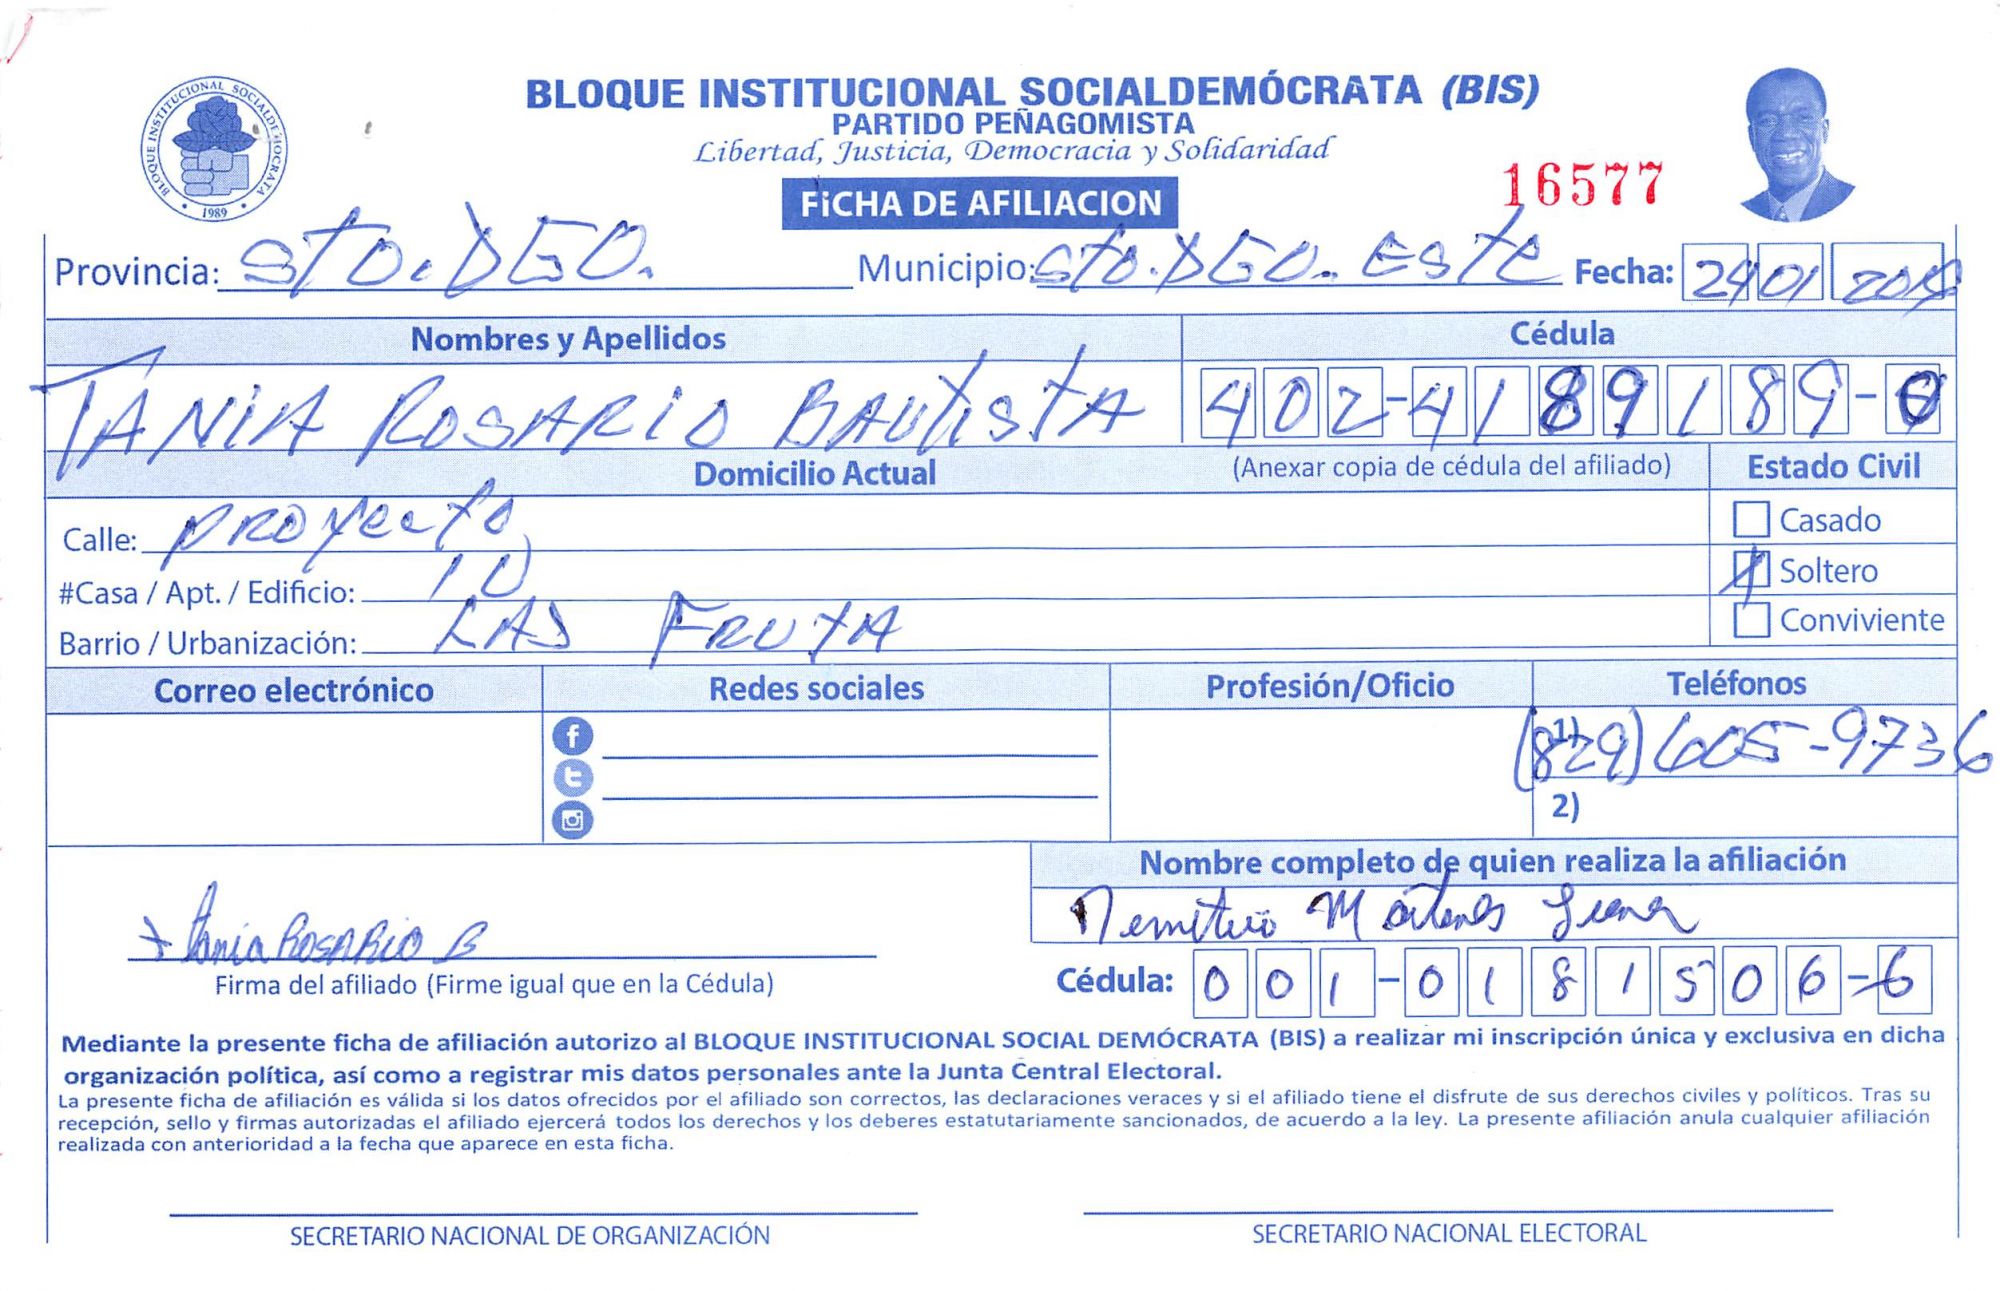 BLOQUE INSTITUCIONAL SOCIALDEMÓCRATA (BIS)
PARTIDO PEÑAGOMISTA
Libertad, Justicia, Democracia y Solidaridad
BLOQUE INSTITUCIONAL SOCIALDEMOCRATA
1989
16577
FiCHA DE AFILIACION
Provincia: STO. DGO. Municipio: STO. DGO. ESTE Fecha: 24 01
Nombres y Apellidos Cédula
TANIA ROSARIO BAUTISTA 402-4189189-
Domicilio Actual (Anexar copia de cédula del afiliado) Estado Civil
Calle: PROYECTO Casado
#Casa / Apt. / Edificio: 10 Soltero
Barrio / Urbanización: LAS FRUTA Conviviente
Correo electrónico Redes sociales Profesión/Oficio Teléfonos
1) (829) 605-9736
2)
Nombre completo de quien realiza la afiliación
Tania ROSARIO B
Firma del afiliado (Firme igual que en la Cédula)
Cédula: 001-0181506-6
Mediante la presente ficha de afiliación autorizo al BLOQUE INSTITUCIONAL SOCIAL DEMÓCRATA (BIS) a realizar mi inscripción única y exclusiva en dicha
organización política, así como a registrar mis datos personales ante la Junta Central Electoral.
La presente ficha de afiliación es válida si los datos ofrecidos por el afiliado son correctos, las declaraciones veraces y si el afiliado tiene el disfrute de sus derechos civiles y políticos. Tras su
recepción, sello y firmas autorizadas el afiliado ejercerá todos los derechos y los deberes estatutariamente sancionados, de acuerdo a la ley. La presente afiliación anula cualquier afiliación
realizada con anterioridad a la fecha que aparece en esta ficha.
SECRETARIO NACIONAL DE ORGANIZACIÓN SECRETARIO NACIONAL ELECTORAL